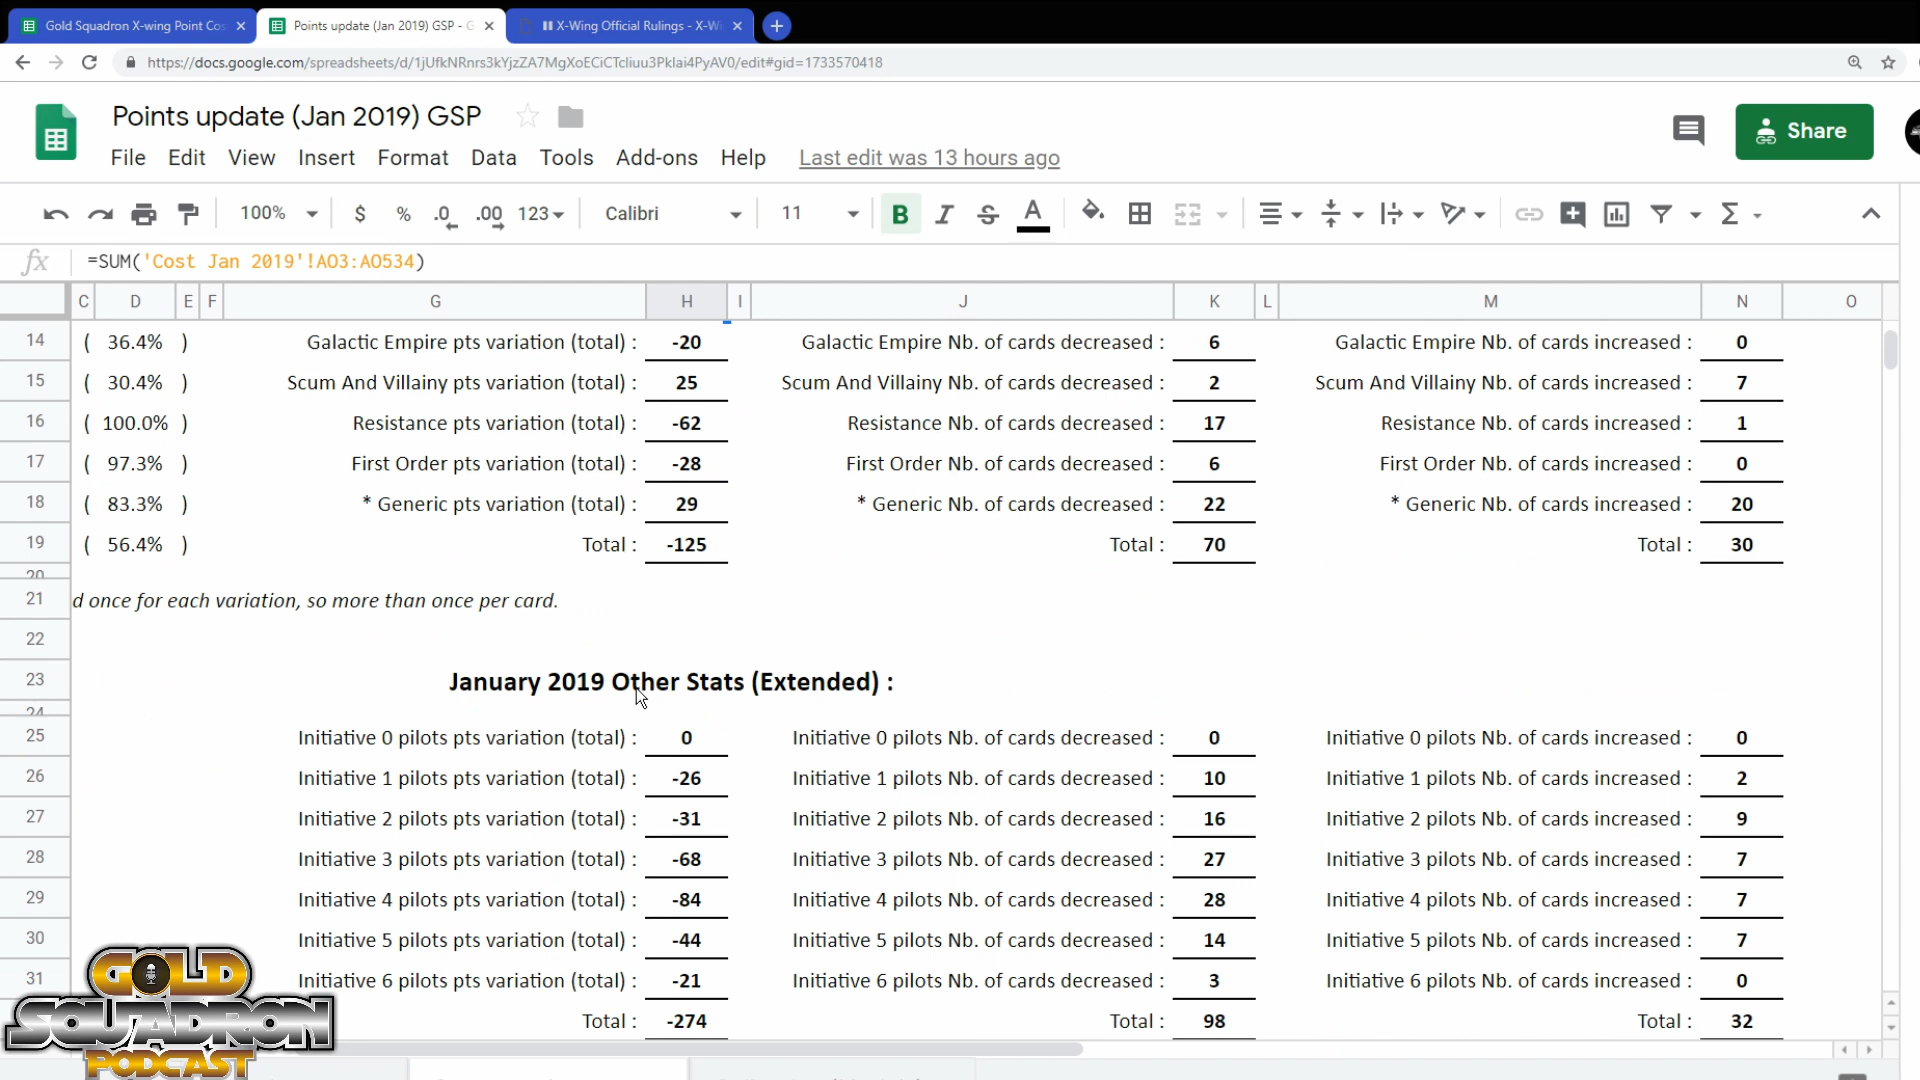 Gold Squadron X-wing Point Cos
Points update (Jan 2019) GSP - G
X-Wing Official Rulings - X-Wi
https://docs.google.com/spreadsheets/d/1jUfkNRnrs3kYjzZA7MgXoECiCTcliuu3PkIai4PyAV0/edit#gid=1733570418
Points update (Jan 2019) GSP
Share
File Edit View Insert Format Data Tools Add-ons Help Last edit was 13 hours ago
100% $ % .0 .00 123 Calibri 11 B I S A Σ
fx =SUM('Cost Jan 2019'!AO3:AO534)
C D E F G H I J K L M N O
14 ( 36.4% ) Galactic Empire pts variation (total) : -20 Galactic Empire Nb. of cards decreased : 6 Galactic Empire Nb. of cards increased : 0
15 ( 30.4% ) Scum And Villainy pts variation (total) : 25 Scum And Villainy Nb. of cards decreased : 2 Scum And Villainy Nb. of cards increased : 7
16 ( 100.0% ) Resistance pts variation (total) : -62 Resistance Nb. of cards decreased : 17 Resistance Nb. of cards increased : 1
17 ( 97.3% ) First Order pts variation (total) : -28 First Order Nb. of cards decreased : 6 First Order Nb. of cards increased : 0
18 ( 83.3% ) * Generic pts variation (total) : 29 * Generic Nb. of cards decreased : 22 * Generic Nb. of cards increased : 20
19 ( 56.4% ) Total : -125 Total : 70 Total : 30
20
21 d once for each variation, so more than once per card.
22
23 January 2019 Other Stats (Extended) :
24
25 Initiative 0 pilots pts variation (total) : 0 Initiative 0 pilots Nb. of cards decreased : 0 Initiative 0 pilots Nb. of cards increased : 0
26 Initiative 1 pilots pts variation (total) : -26 Initiative 1 pilots Nb. of cards decreased : 10 Initiative 1 pilots Nb. of cards increased : 2
27 Initiative 2 pilots pts variation (total) : -31 Initiative 2 pilots Nb. of cards decreased : 16 Initiative 2 pilots Nb. of cards increased : 9
28 Initiative 3 pilots pts variation (total) : -68 Initiative 3 pilots Nb. of cards decreased : 27 Initiative 3 pilots Nb. of cards increased : 7
29 Initiative 4 pilots pts variation (total) : -84 Initiative 4 pilots Nb. of cards decreased : 28 Initiative 4 pilots Nb. of cards increased : 7
30 Initiative 5 pilots pts variation (total) : -44 Initiative 5 pilots Nb. of cards decreased : 14 Initiative 5 pilots Nb. of cards increased : 7
31 Initiative 6 pilots pts variation (total) : -21 Initiative 6 pilots Nb. of cards decreased : 3 Initiative 6 pilots Nb. of cards increased : 0
Total : -274 Total : 98 Total : 32
GOLD
SQUADRON
PODCAST